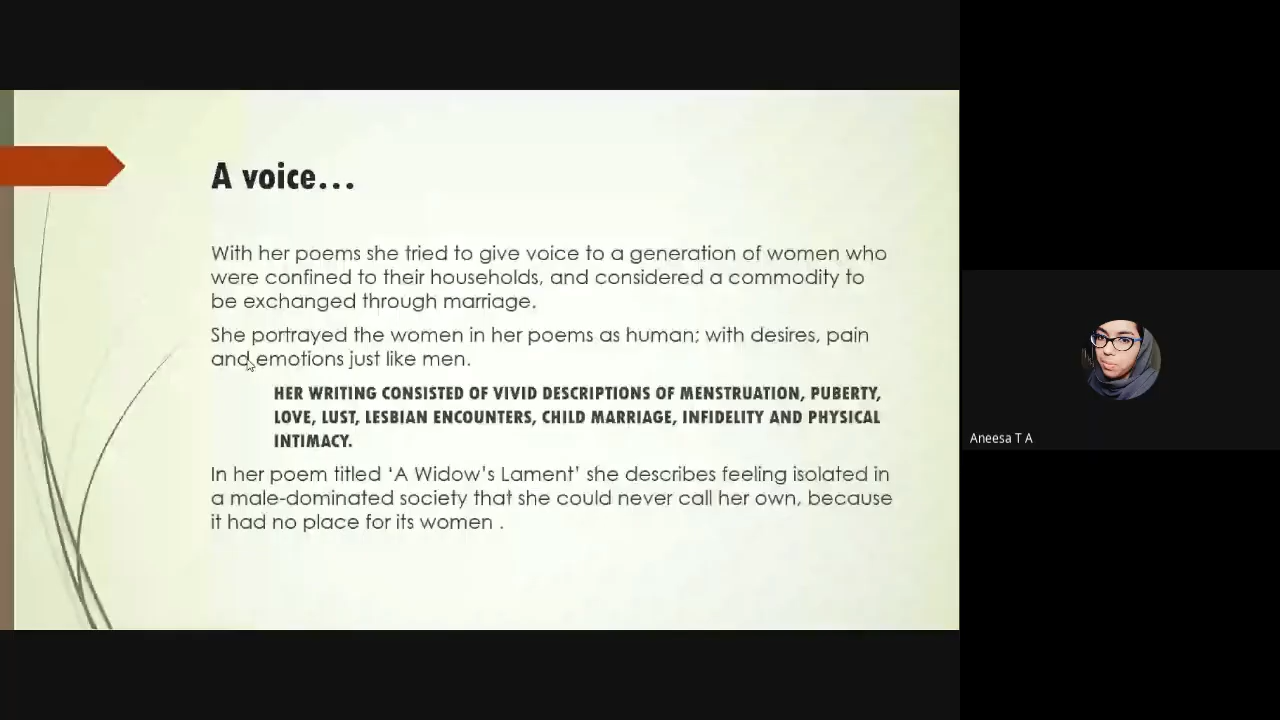 A voice...
With her poems she tried to give voice to a generation of women who
were confined to their households, and considered a commodity to
be exchanged through marriage.
She portrayed the women in her poems as human; with desires, pain
and emotions just like men.
HER WRITING CONSISTED OF VIVID DESCRIPTIONS OF MENSTRUATION, PUBERTY,
LOVE, LUST, LESBIAN ENCOUNTERS, CHILD MARRIAGE, INFIDELITY AND PHYSICAL
INTIMACY.
In her poem titled ‘A Widow’s Lament’ she describes feeling isolated in
a male-dominated society that she could never call her own, because
it had no place for its women .
Aneesa T A